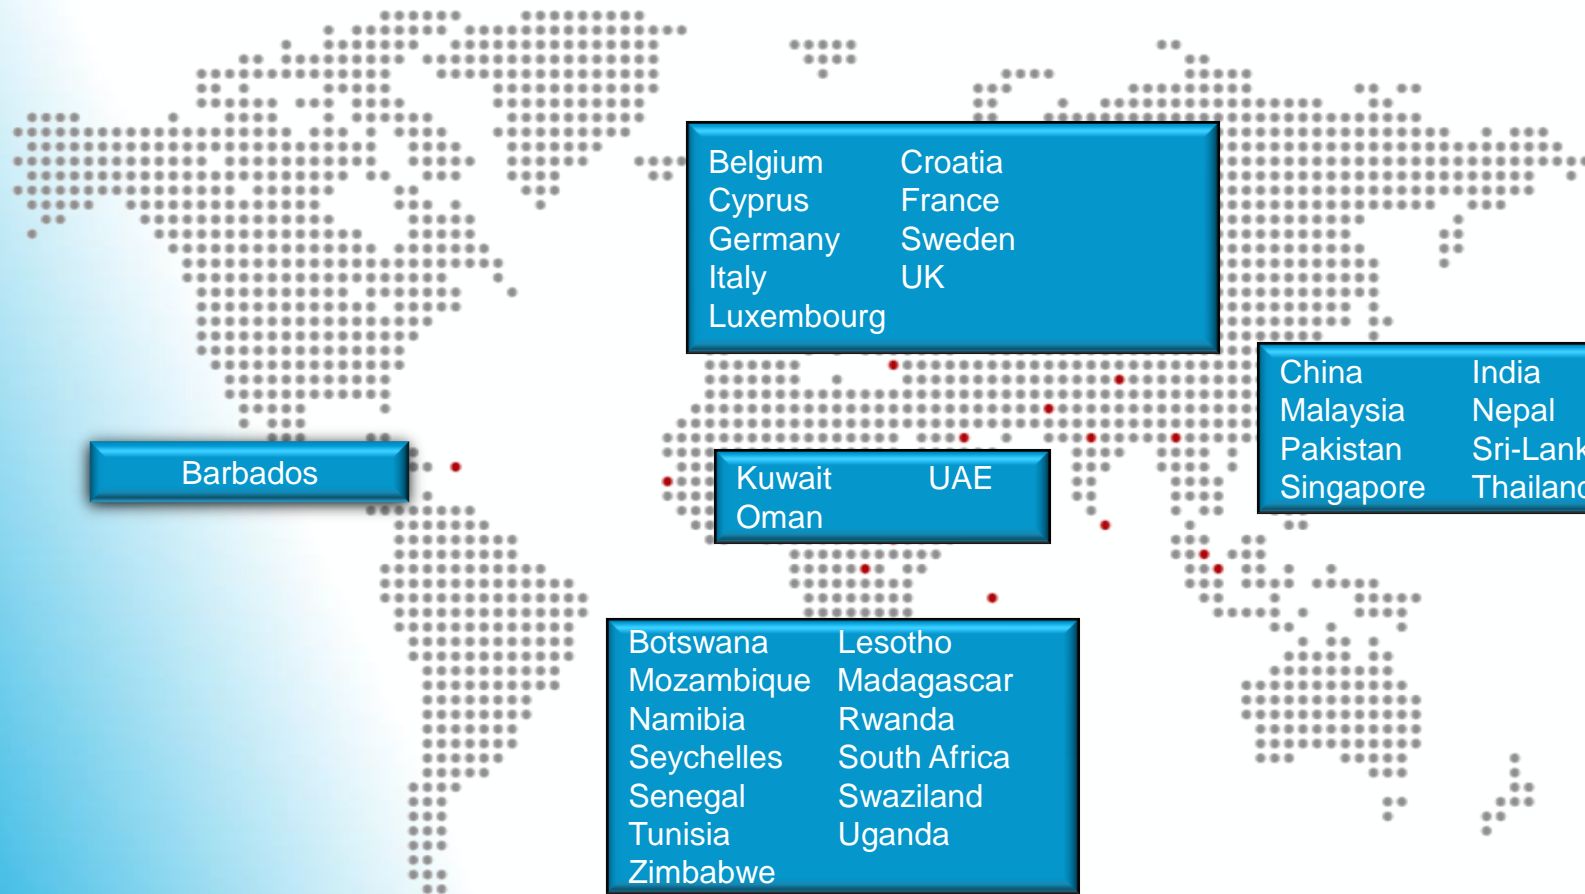 Belgium Croatia
Cyprus France
Germany Sweden
Italy UK
Luxembourg
China India
Malaysia Nepal
Pakistan
Singapore
Barbados
Kuwait UAE
Oman
Botswana Lesotho
Mozambique Madagascar
Namibia Rwanda
Seychelles South Africa
Senegal Swaziland
Tunisia Uganda
Zimbabwe